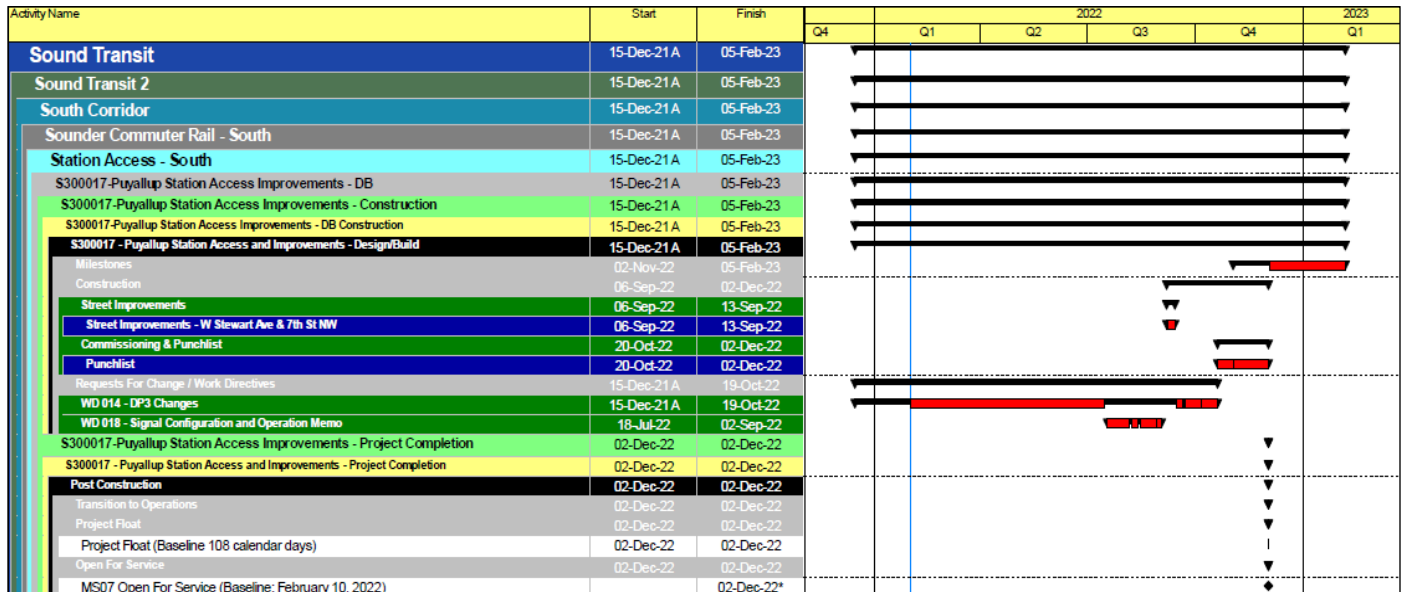 Activity Name Start Finish 2022 2023
Q4 Q1 Q2 Q3 Q4 Q1
Sound Transit 15-Dec-21 A 05-Feb-23
Sound Transit 2 15-Dec-21 A 05-Feb-23
South Corridor 15-Dec-21 A 05-Feb-23
Sounder Commuter Rail - South 15-Dec-21 A 05-Feb-23
Station Access - South 15-Dec-21 A 05-Feb-23
S300017-Puyallup Station Access Improvements - DB 15-Dec-21 A 05-Feb-23
S300017-Puyallup Station Access Improvements - Construction 15-Dec-21 A 05-Feb-23
S300017-Puyallup Station Access Improvements - DB Construction 15-Dec-21 A 05-Feb-23
S300017 - Puyallup Station Access and Improvements - Design/Build 15-Dec-21 A 05-Feb-23
Milestones 02-Nov-22 05-Feb-23
Construction 06-Sep-22 02-Dec-22
Street Improvements 06-Sep-22 13-Sep-22
Street Improvements - W Stewart Ave & 7th St NW 06-Sep-22 13-Sep-22
Commissioning & Punchlist 20-Oct-22 02-Dec-22
Punchlist 20-Oct-22 02-Dec-22
Requests For Change / Work Directives 15-Dec-21 A 19-Oct-22
WD 014 - DP3 Changes 15-Dec-21 A 19-Oct-22
WD 018 - Signal Configuration and Operation Memo 18-Jul-22 02-Sep-22
S300017-Puyallup Station Access Improvements - Project Completion 02-Dec-22 02-Dec-22
S300017 - Puyallup Station Access and Improvements - Project Completion 02-Dec-22 02-Dec-22
Post Construction 02-Dec-22 02-Dec-22
Transition to Operations 02-Dec-22 02-Dec-22
Project Float 02-Dec-22 02-Dec-22
Project Float (Baseline 108 calendar days) 02-Dec-22 02-Dec-22
Open For Service 02-Dec-22 02-Dec-22
MS07 Open For Service (Baseline: February 10, 2022) 02-Dec-22*